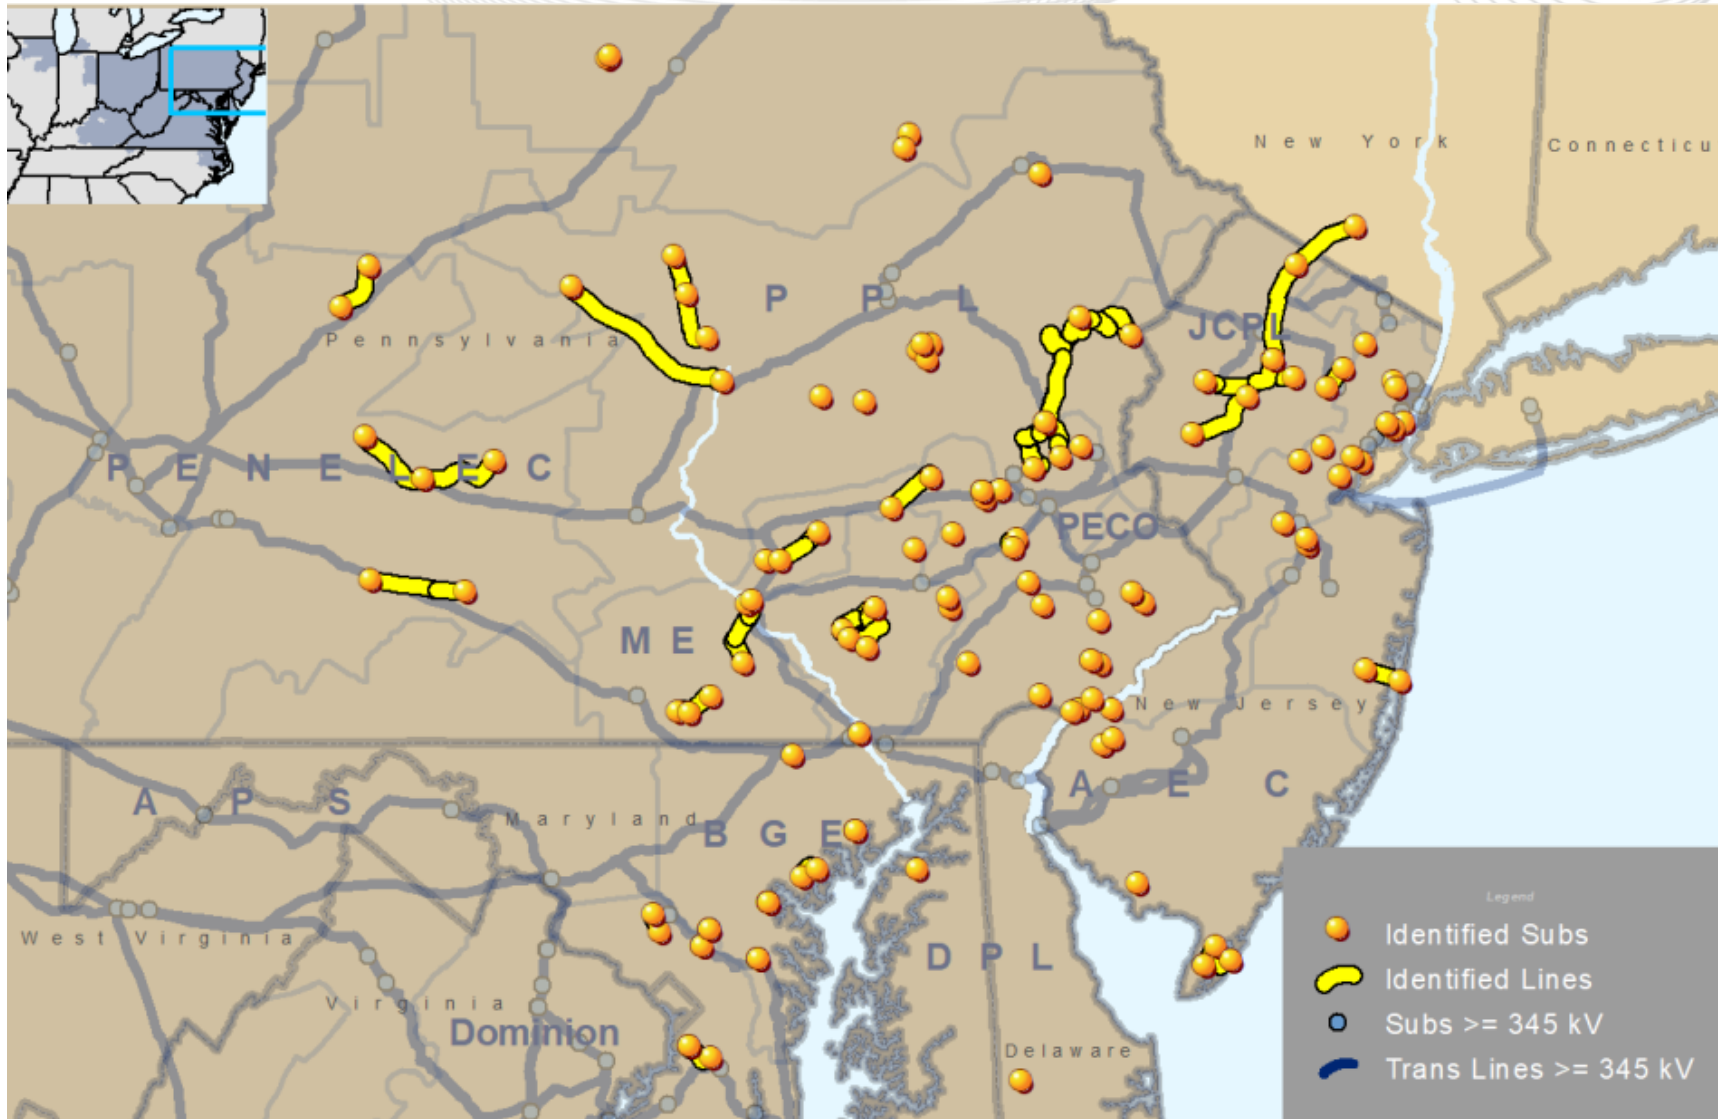 New York
Connecticu
PPL
JCPL
Pennsylvania
PENELEC
PECO
ME
New Jersey
APS
AEC
Maryland
BGE
West Virginia
DPL
Virginia
Dominion
Delaware
Legend
Identified Subs
Identified Lines
Subs >= 345 kV
Trans Lines >= 345 kV